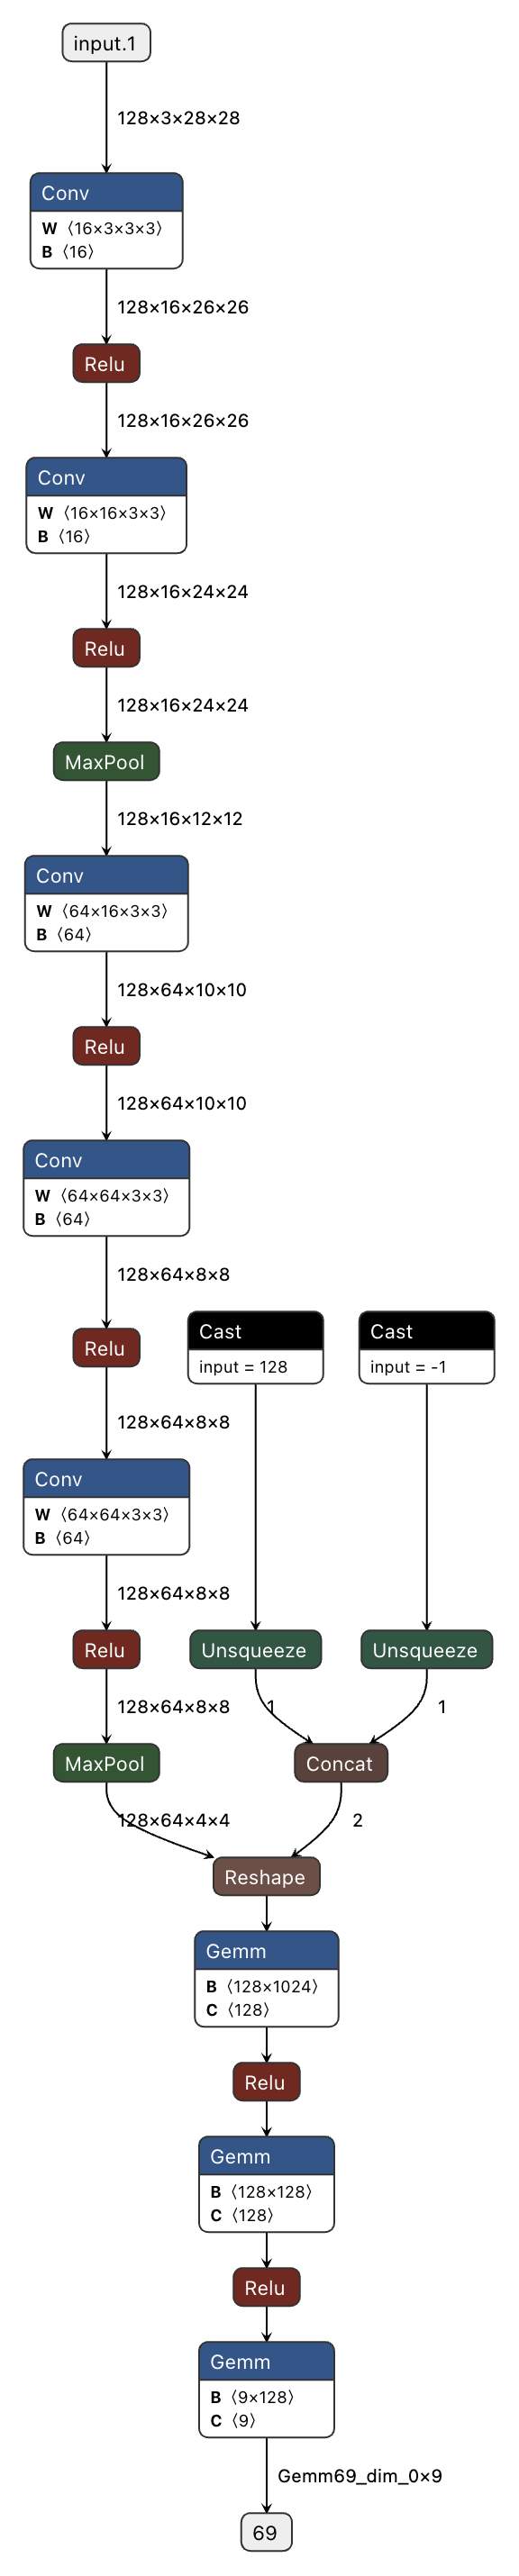 input.1
128×3×28×28
Conv
W ⟨16×3×3×3⟩
B ⟨16⟩
128×16×26×26
Relu
128×16×26×26
Conv
W ⟨16×16×3×3⟩
B ⟨16⟩
128×16×24×24
Relu
128×16×24×24
MaxPool
128×16×12×12
Conv
W ⟨64×16×3×3⟩
B ⟨64⟩
128×64×10×10
Relu
128×64×10×10
Conv
W ⟨64×64×3×3⟩
B ⟨64⟩
128×64×8×8
Relu
Cast
input = 128
Cast
input = -1
128×64×8×8
Conv
W ⟨64×64×3×3⟩
B ⟨64⟩
128×64×8×8
Relu
Unsqueeze
Unsqueeze
128×64×8×8
1
1
MaxPool
Concat
128×64×4×4
2
Reshape
Gemm
B ⟨128×1024⟩
C ⟨128⟩
Relu
Gemm
B ⟨128×128⟩
C ⟨128⟩
Relu
Gemm
B ⟨9×128⟩
C ⟨9⟩
Gemm69_dim_0×9
69